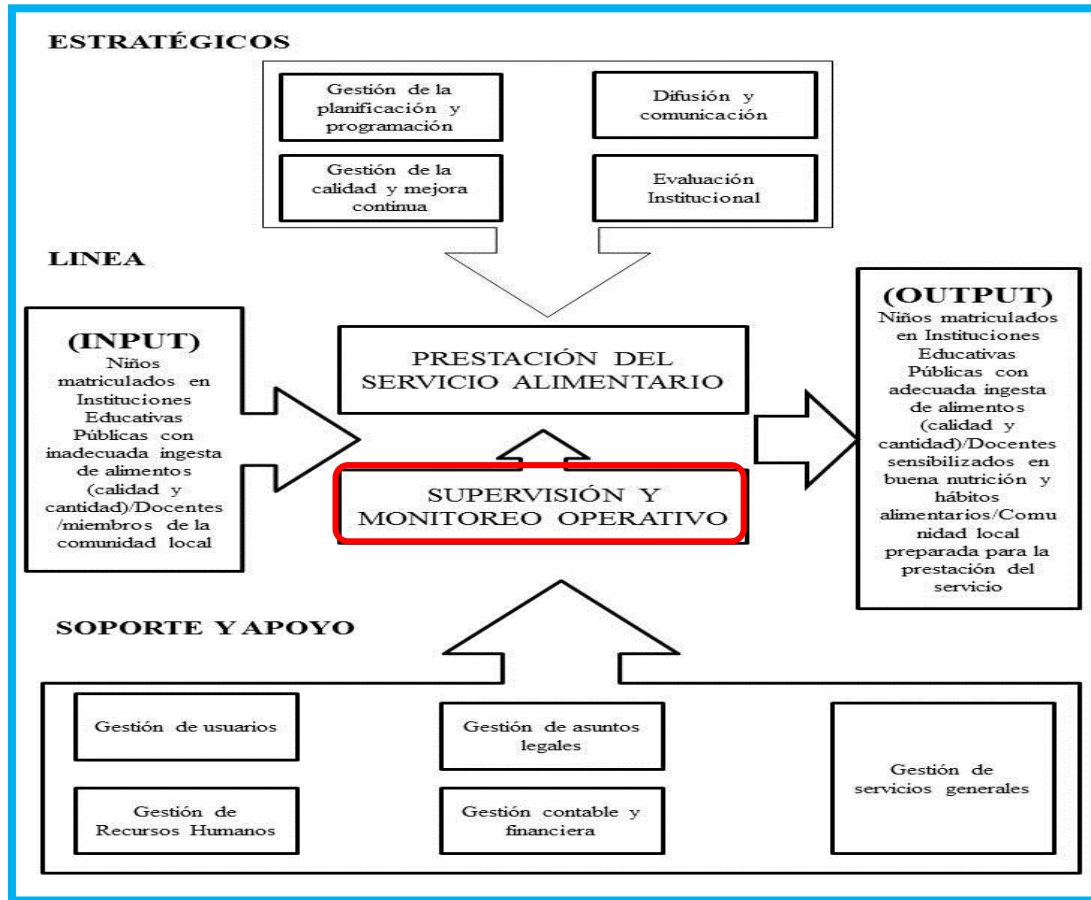 ESTRATÉGICOS
Gestión de la
planificación y
programación
Difusión y
comunicación
Gestión de la
calidad y mejora
continua
Evaluación
Institucional
LINEA
(INPUT)
Niños
matriculados en
Instituciones
Educativas
Públicas con
inadecuada ingesta
de alimentos
(calidad y
cantidad)/Docentes
/miembros de la
comunidad local
PRESTACIÓN DEL
SERVICIO ALIMENTARIO
SUPERVISIÓN Y
MONITOREO OPERATIVO
(OUTPUT)
Niños matriculados
en Instituciones
Educativas
Públicas con
adecuada ingesta
de alimentos
(calidad y
cantidad)/Docentes
sensibilizados en
buena nutrición y
hábitos
alimentarios/Comu
nidad local
preparada para la
prestación del
servicio
SOPORTE Y APOYO
Gestión de usuarios
Gestión de asuntos
legales
Gestión de
servicios generales
Gestión de
Recursos Humanos
Gestión contable y
financiera